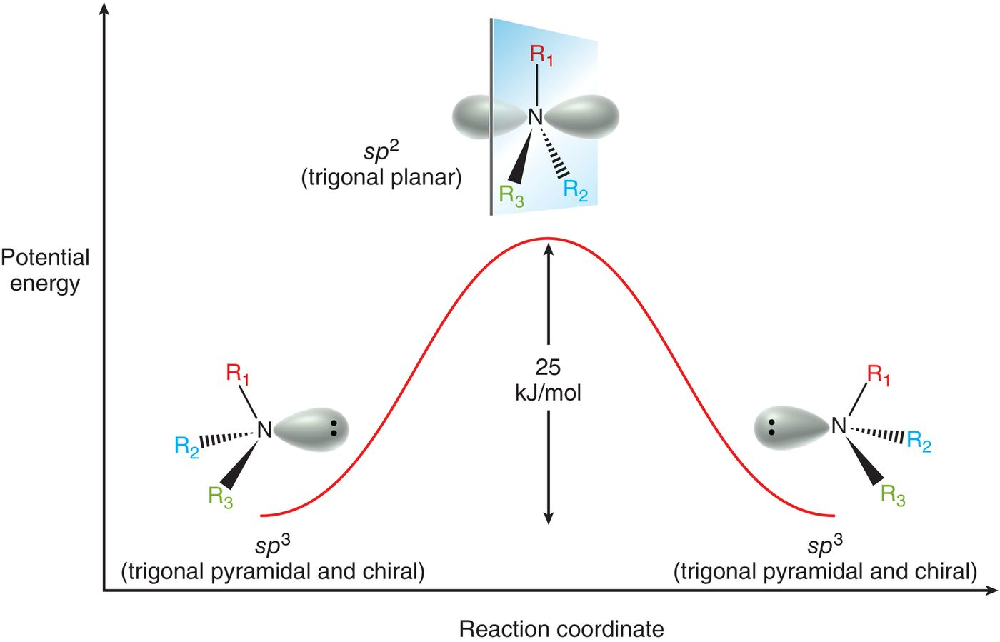 R₁
N
R₃
R₂
sp²
(trigonal planar)
Potential
energy
25
kJ/mol
R₁
N
R₂
R₃
:
sp³
(trigonal pyramidal and chiral)
R₁
:
N
R₂
R₃
sp³
(trigonal pyramidal and chiral)
Reaction coordinate